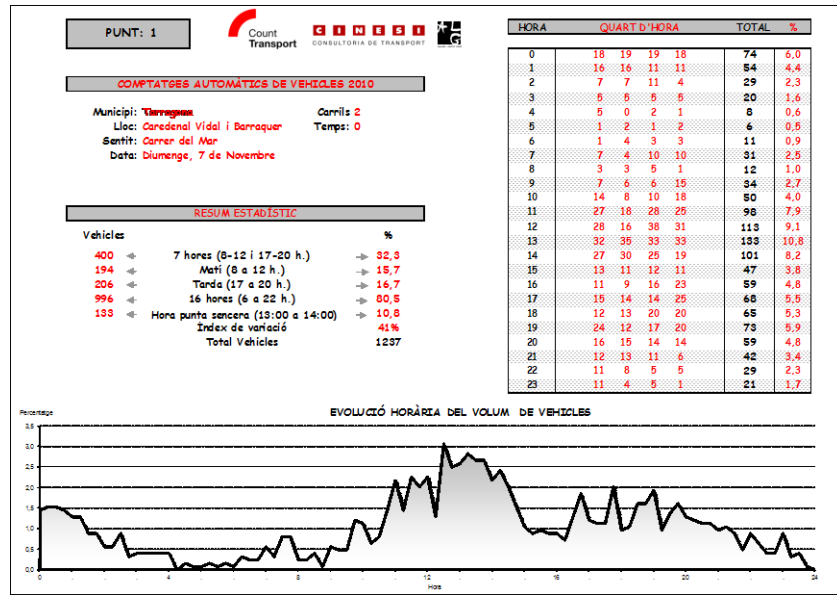 PUNT: 1
Count
Transport
CINESI
CONSULTORIA DE TRANSPORT
COMPTATGES AUTOMÀTICS DE VEHICLES 2010
Municipi: Carrils 2
Lloc: Caredenal Vidal i Barraquer Temps: 0
Sentit: Carrer del Mar
Data: Diumenge, 7 de Novembre
RESUM ESTADÍSTIC
Vehicles %
400 7 hores (8-12 i 17-20 h.) 32,3
194 Matí (8 a 12 h.) 15,7
206 Tarda (17 a 20 h.) 16,7
996 16 hores (6 a 22 h.) 80,5
133 Hora punta sencera (13:00 a 14:00) 10,8
Índex de variació 41%
Total Vehicles 1237
HORA QUART D'HORA TOTAL %
0 18 19 19 18 74 6,0
1 16 16 11 11 54 4,4
2 7 7 11 4 29 2,3
3 5 5 5 5 20 1,6
4 5 0 2 1 8 0,6
5 1 2 1 2 6 0,5
6 1 4 3 3 11 0,9
7 7 4 10 10 31 2,5
8 3 3 5 1 12 1,0
9 7 6 6 15 34 2,7
10 14 8 10 18 50 4,0
11 27 18 28 25 98 7,9
12 28 16 38 31 113 9,1
13 32 35 33 33 133 10,8
14 27 30 25 19 101 8,2
15 13 11 12 11 47 3,8
16 11 9 16 23 59 4,8
17 15 14 14 25 68 5,5
18 12 13 20 20 65 5,3
19 24 12 17 20 73 5,9
20 16 15 14 14 59 4,8
21 12 13 11 6 42 3,4
22 11 8 5 5 29 2,3
23 11 4 5 1 21 1,7
EVOLUCIÓ HORÀRIA DEL VOLUM DE VEHICLES
Percentatge
3,5
3,0
2,5
2,0
1,5
1,0
0,5
0,0
0 4 8 12 16 20 24
Hora